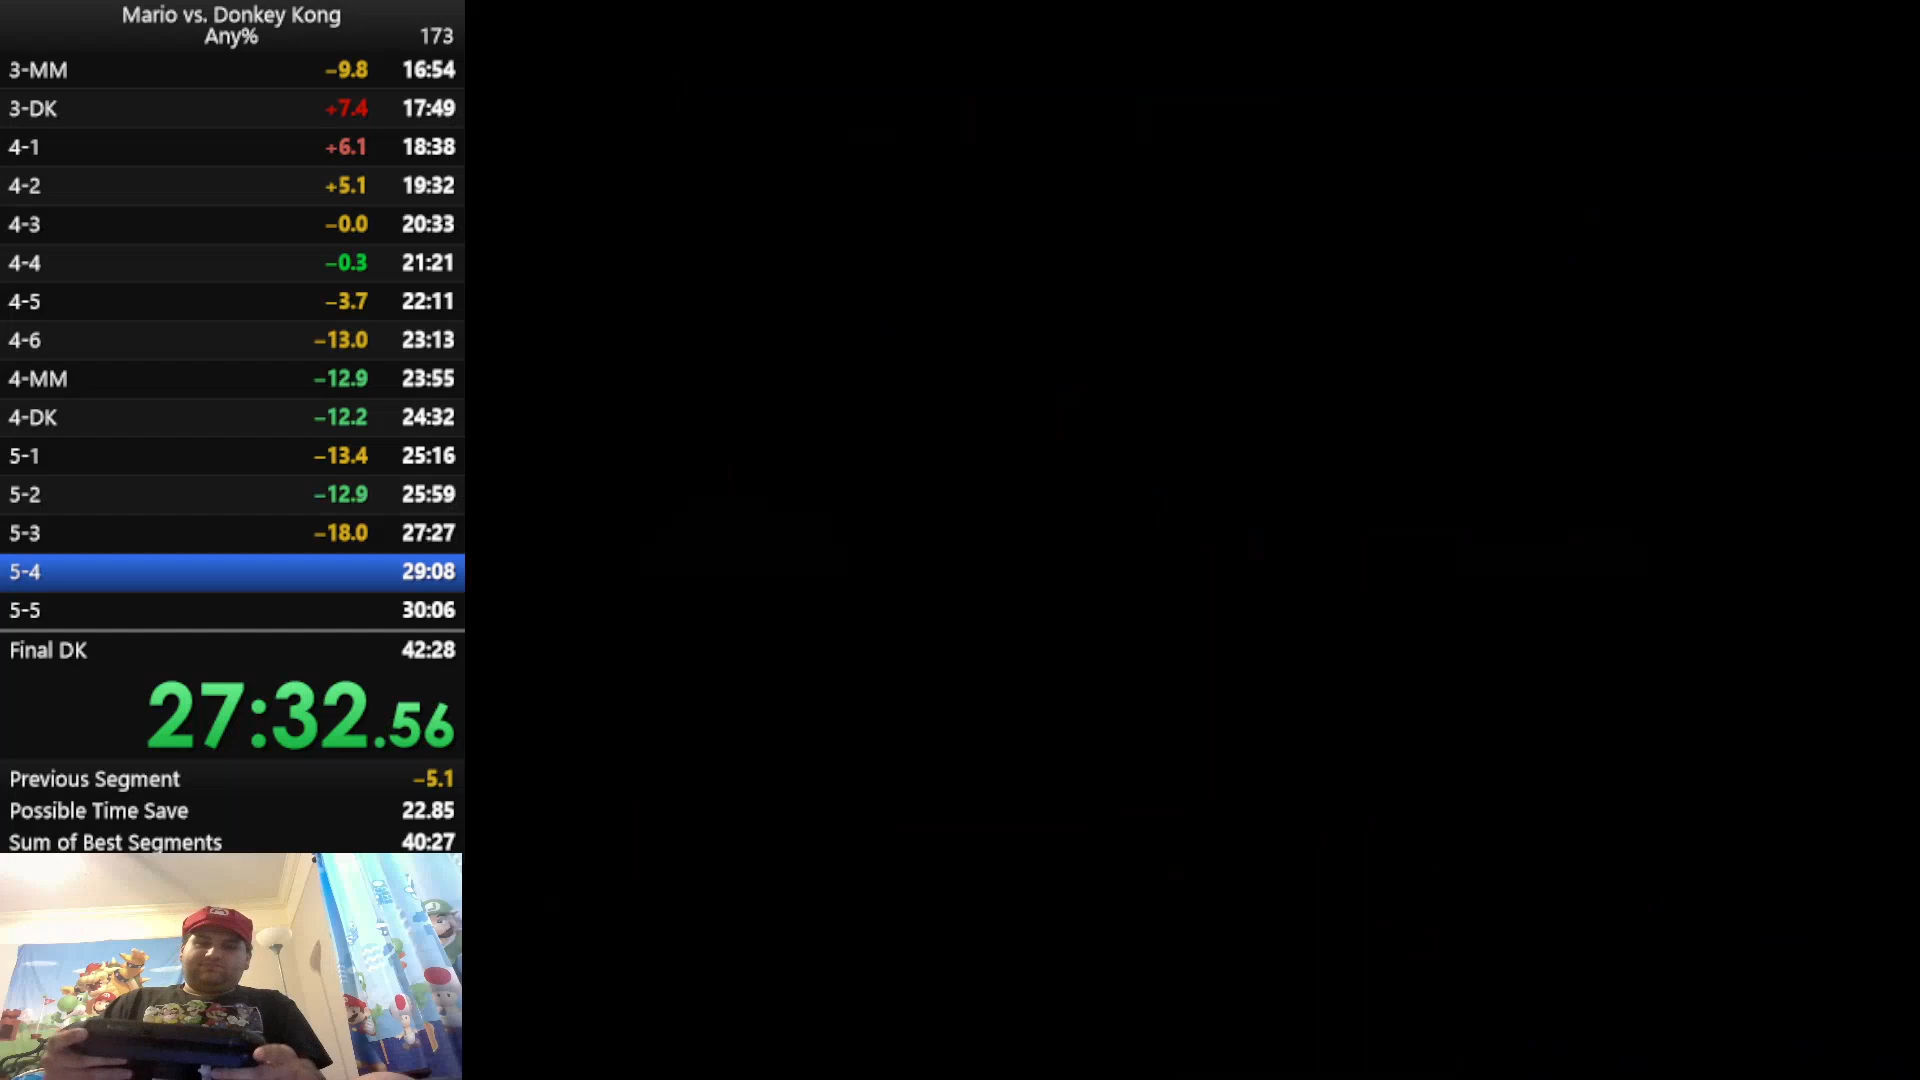 Mario vs. Donkey Kong
Any% 173
3-MM −9.8 16:54
3-DK +7.4 17:49
4-1 +6.1 18:38
4-2 +5.1 19:32
4-3 −0.0 20:33
4-4 −0.3 21:21
4-5 −3.7 22:11
4-6 −13.0 23:13
4-MM −12.9 23:55
4-DK −12.2 24:32
5-1 −13.4 25:16
5-2 −12.9 25:59
5-3 −18.0 27:27
5-4 29:08
5-5 30:06
Final DK 42:28
27:32.56
Previous Segment −5.1
Possible Time Save 22.85
Sum of Best Segments 40:27